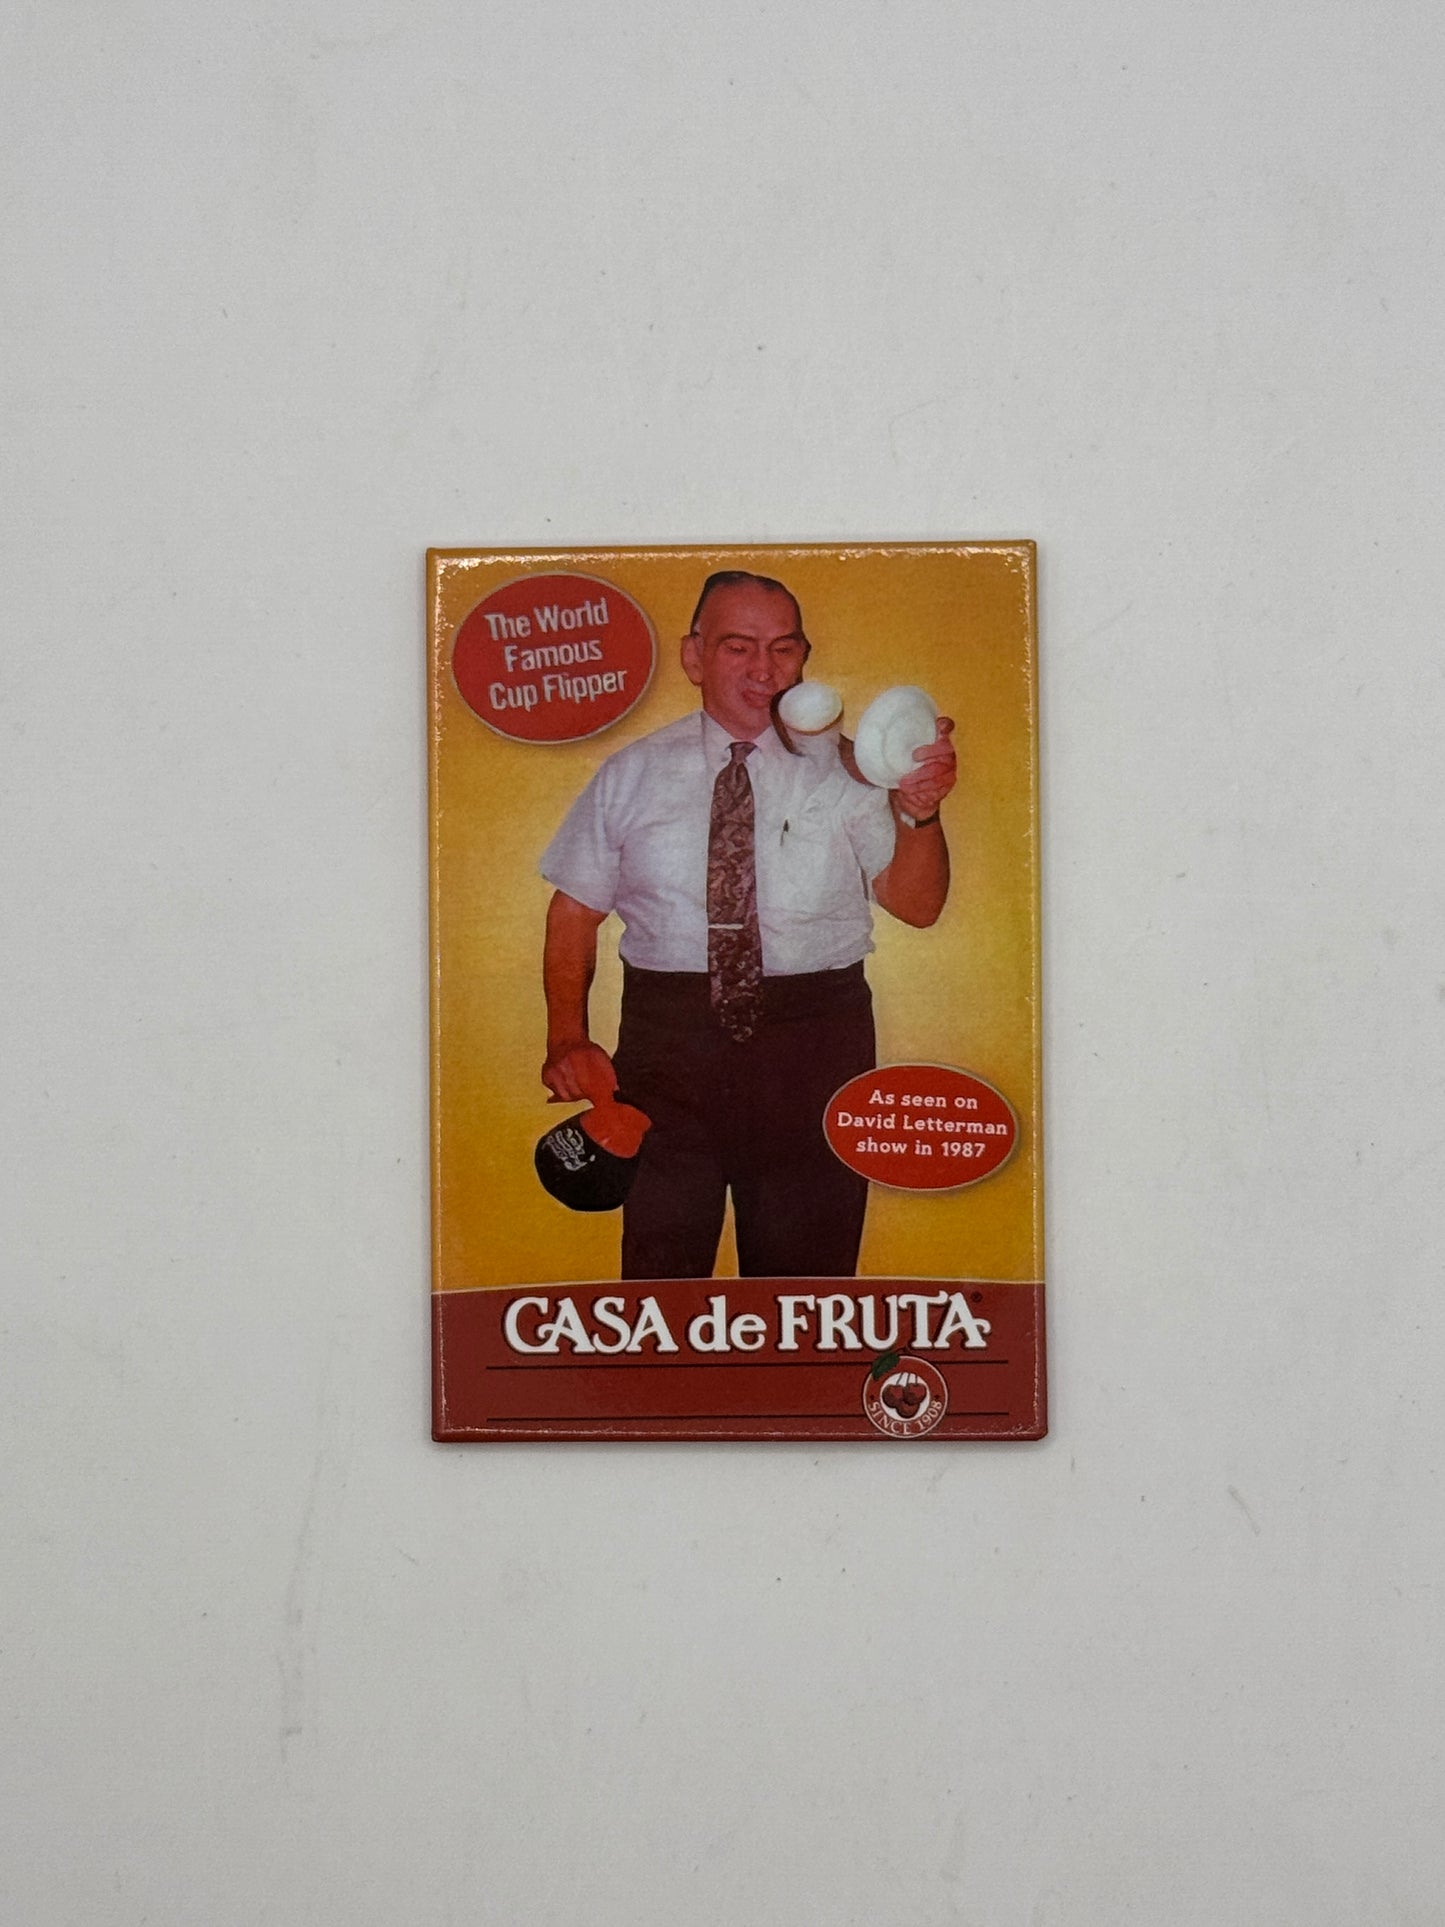 The World
Famous
Cup Flipper
As seen on
David Letterman
show in 1987
CASA de FRUTA®
SINCE 1908